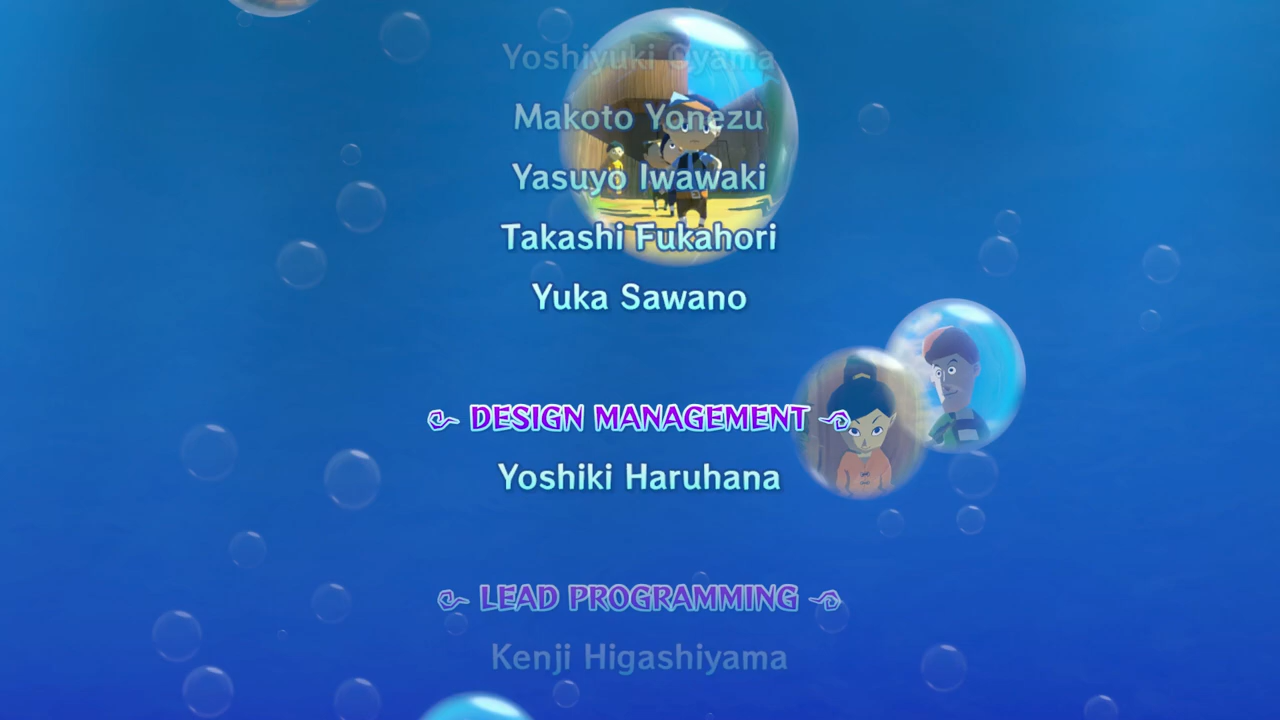 Yoshiyuki Oyama
Makoto Yonezu
Yasuyo Iwawaki
Takashi Fukahori
Yuka Sawano
DESIGN MANAGEMENT
Yoshiki Haruhana
LEAD PROGRAMMING
Kenji Higashiyama